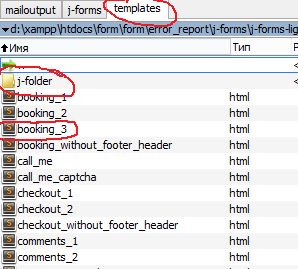 mailoutput j-forms templates
d:\xampp\htdocs\form\form\error_report\j-forms\j-forms-lig
Имя Тип
..
j-folder
booking_1 html
booking_2 html
booking_3 html
booking_without_footer_header html
call_me html
call_me_captcha html
checkout_1 html
checkout_2 html
checkout_without_footer_header html
comments_1 html
comments_2 html